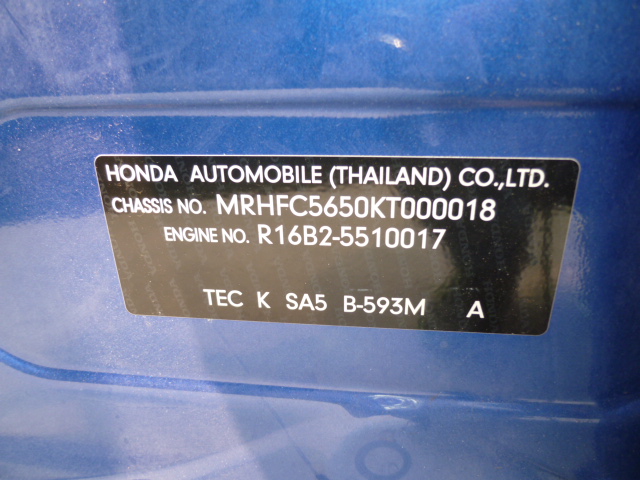 HONDA AUTOMOBILE (THAILAND) CO.,LTD.
CHASSIS NO. MRHFC5650KT000018
ENGINE NO. R16B2-5510017
TEC K SA5 B-593M A